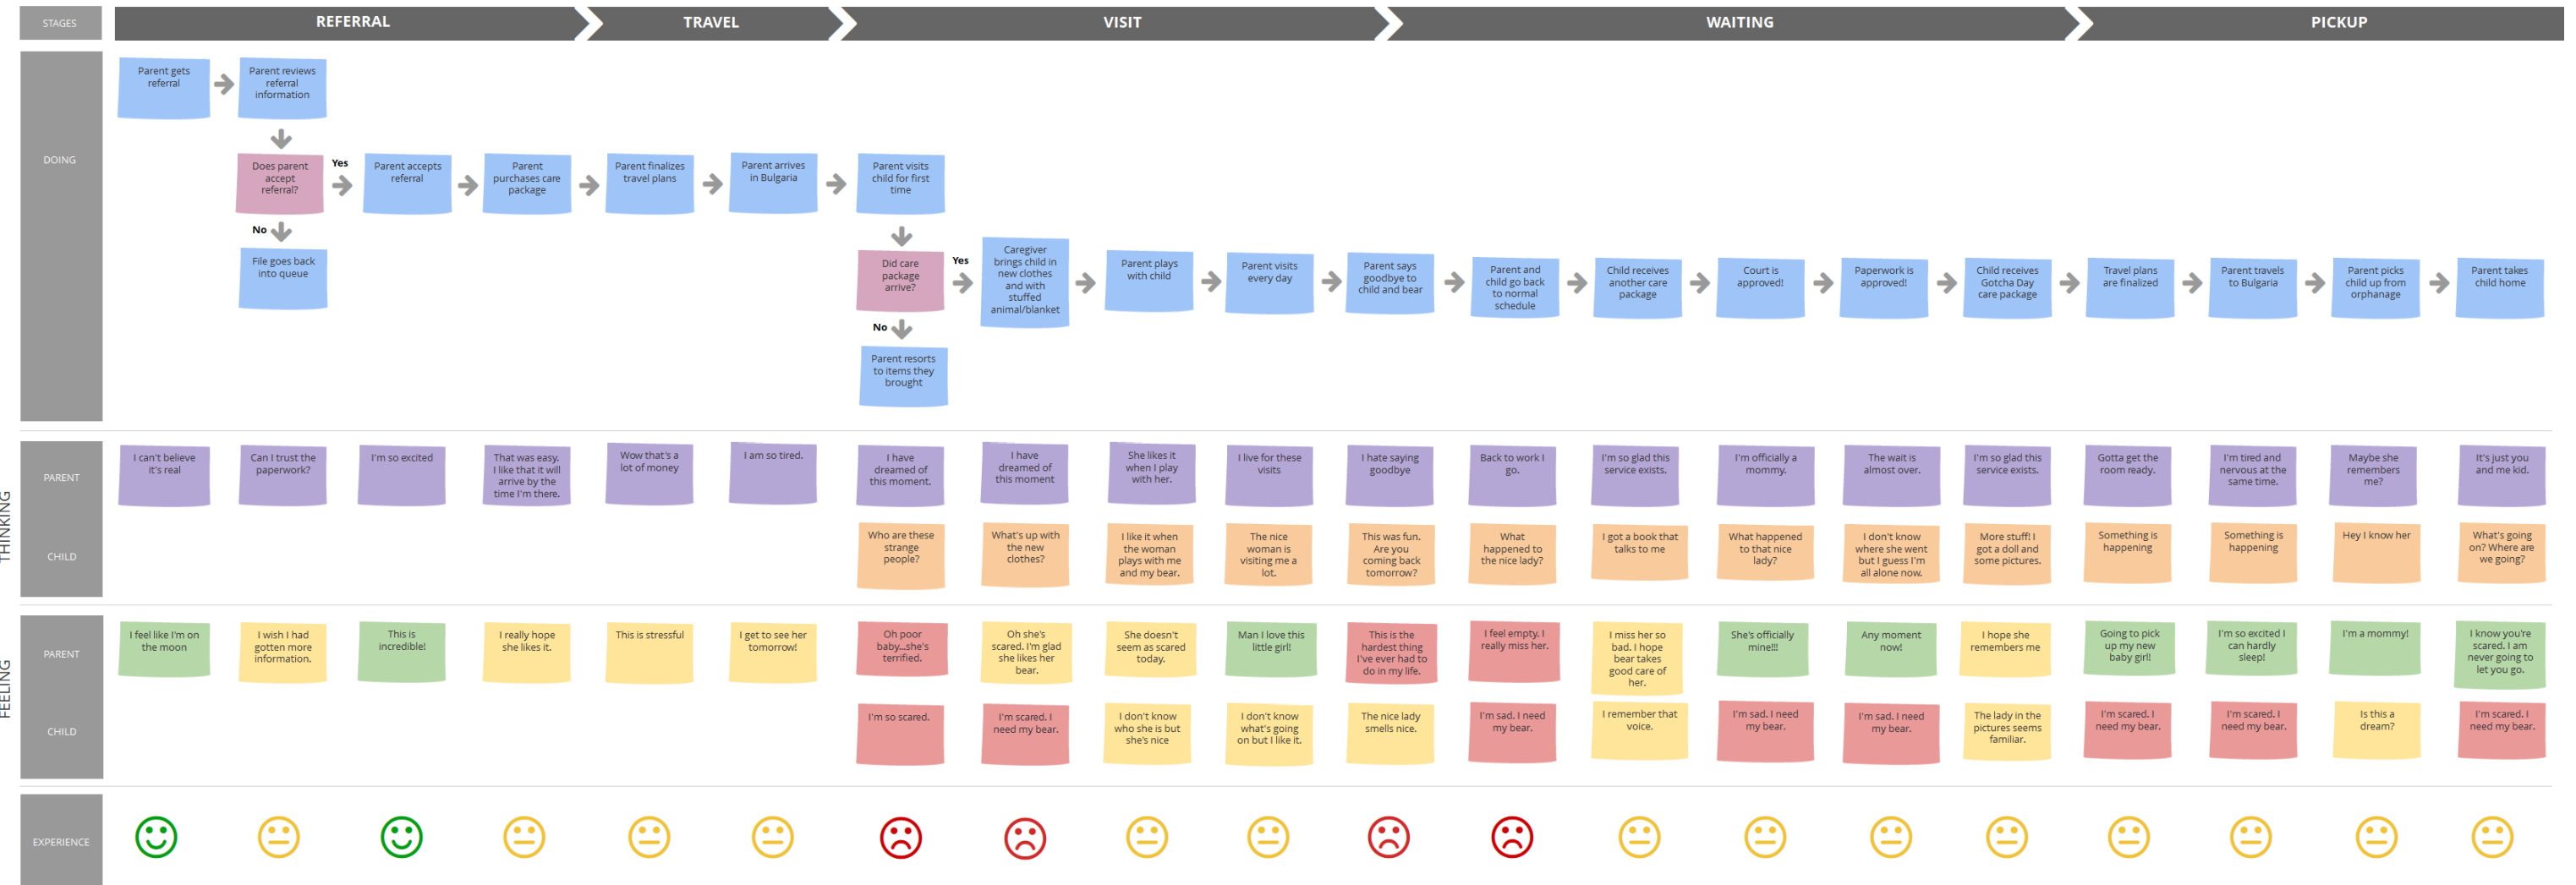 STAGES
REFERRAL
TRAVEL
VISIT
WAITING
PICKUP
DOING
Parent gets
referral
Parent reviews
referral
information
Does parent
accept
referral?
Yes
No
File goes back
into queue
Parent accepts
referral
Parent
purchases care
package
Parent finalizes
travel plans
Parent arrives
in Bulgaria
Parent visits
child for first
time
Did care
package
arrive?
Yes
No
Parent resorts
to items they
brought
Caregiver
brings child in
new clothes
and with
stuffed
animal/blanket
Parent plays
with child
Parent visits
every day
Parent says
goodbye to
child and bear
Parent and
child go back
to normal
schedule
Child receives
another care
package
Court is
approved!
Paperwork is
approved!
Child receives
Gotcha Day
care package
Travel plans
are finalized
Parent travels
to Bulgaria
Parent picks
child up from
orphanage
Parent takes
child home
THINKING
PARENT
I can't believe
it's real
Can I trust the
paperwork?
I'm so excited
That was easy.
I like that it will
arrive by the
time I'm there.
Wow that's a
lot of money
I am so tired.
I have
dreamed of
this moment.
I have
dreamed of
this moment
She likes it
when I play
with her.
I live for these
visits
I hate saying
goodbye
Back to work I
go.
I'm so glad this
service exists.
I'm officially a
mommy.
The wait is
almost over.
I'm so glad this
service exists.
Gotta get the
room ready.
I'm tired and
nervous at the
same time.
Maybe she
remembers
me?
It's just you
and me kid.
CHILD
Who are these
strange
people?
What's up with
the new
clothes?
I like it when
the woman
plays with me
and my bear.
The nice
woman is
visiting me a
lot.
This was fun.
Are you
coming back
tomorrow?
What
happened to
the nice lady?
I got a book that
talks to me
What happened
to that nice
lady?
I don't know
where she went
but I guess I'm
all alone now.
More stuff! I
got a doll and
some pictures.
Something is
happening
Something is
happening
Hey I know her
What's going
on? Where are
we going?
FEELING
PARENT
I feel like I'm on
the moon
I wish I had
gotten more
information.
This is
incredible!
I really hope
she likes it.
This is stressful
I get to see her
tomorrow!
Oh poor
baby...she's
terrified.
Oh she's
scared. I'm glad
she likes her
bear.
She doesn't
seem as scared
today.
Man I love this
little girl!
This is the
hardest thing
I've ever had to
do in my life.
I feel empty. I
really miss her.
I miss her so
bad. I hope
bear takes
good care of
her.
She's officially
mine!!!
Any moment
now!
I hope she
remembers me
Going to pick
up my new
baby girl!
I'm so excited I
can hardly
sleep!
I'm a mommy!
I know you're
scared. I am
never going to
let you go.
CHILD
I'm so scared.
I'm scared. I
need my bear.
I don't know
who she is but
she's nice
I don't know
what's going
on but I like it.
The nice lady
smells nice.
I'm sad. I need
my bear.
I remember that
voice.
I'm sad. I need
my bear.
I'm sad. I need
my bear.
The lady in the
pictures seems
familiar.
I'm scared. I
need my bear.
I'm scared. I
need my bear.
Is this a
dream?
I'm scared. I
need my bear.
EXPERIENCE